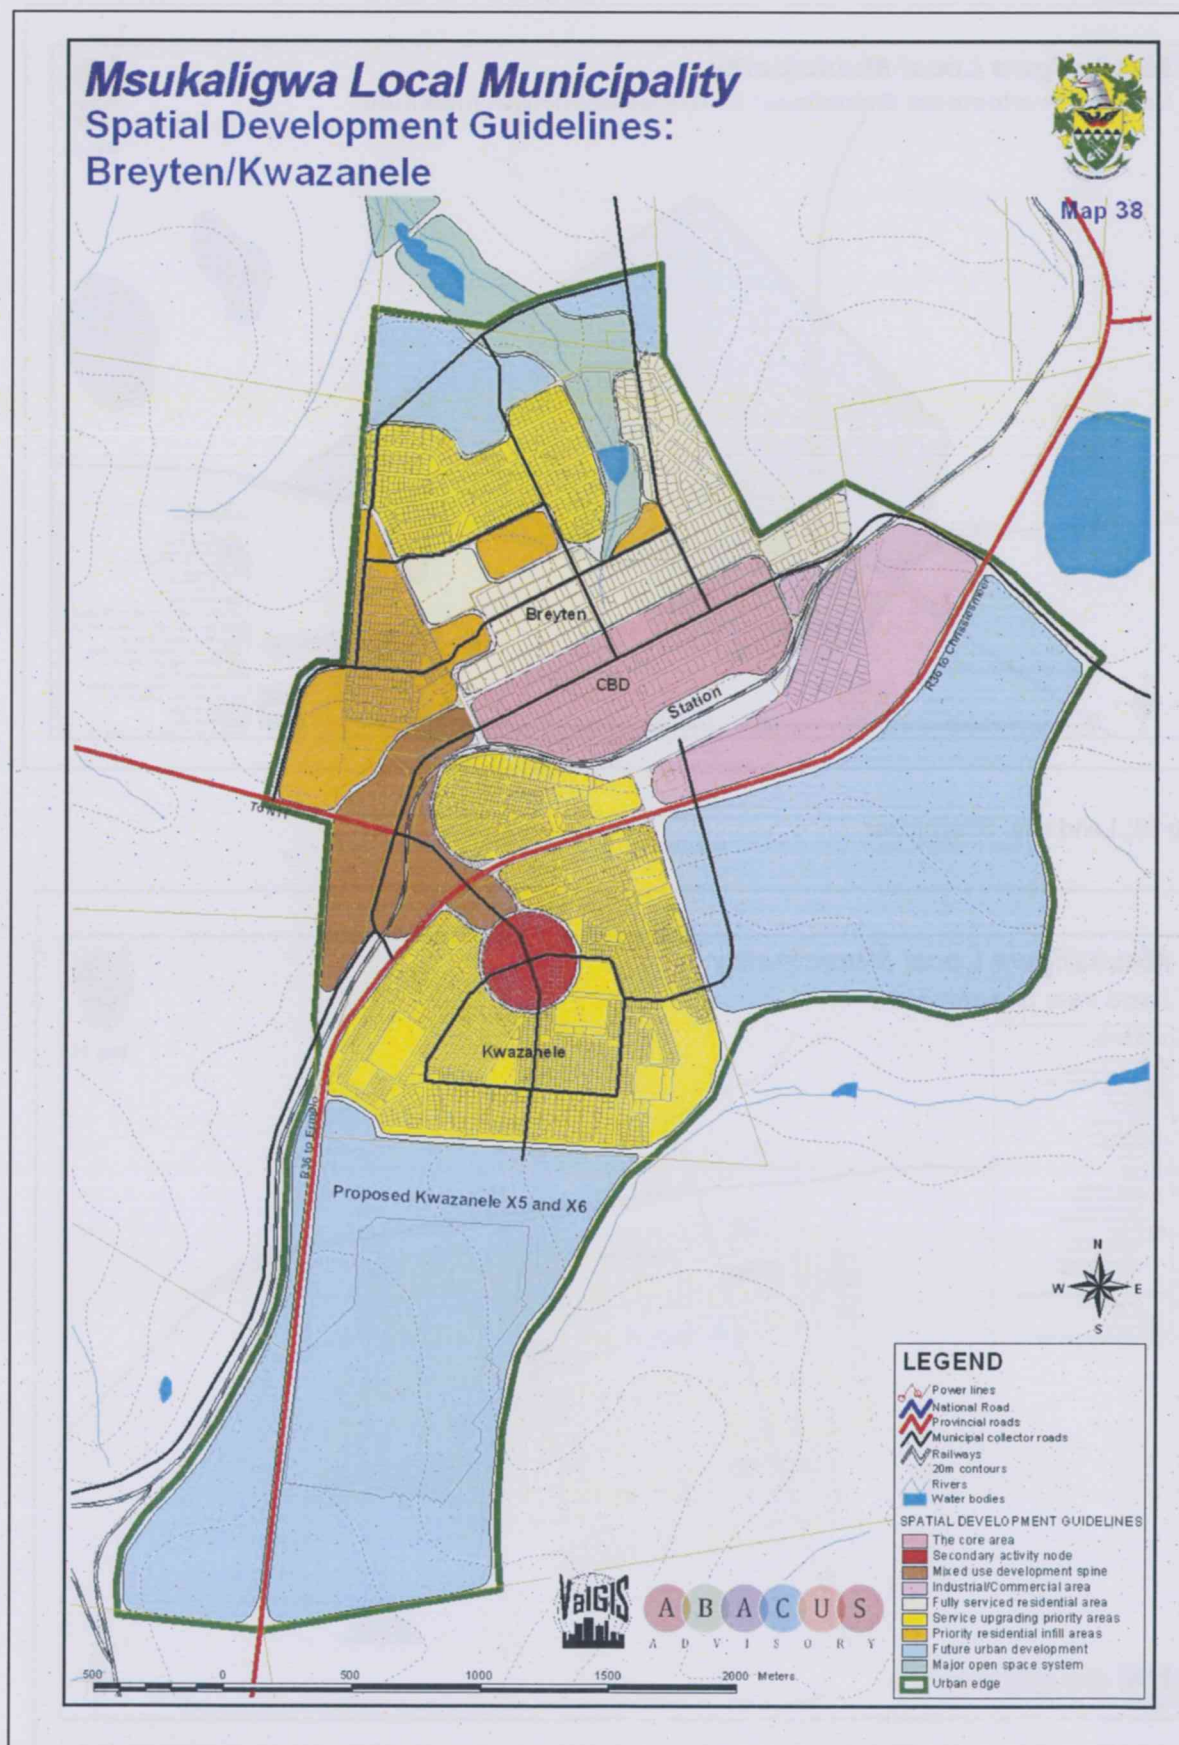 Msukaligwa Local Municipality
Spatial Development Guidelines:
Breyten/Kwazanele
Map 38
Breyten
CBD
Station
R36 to Chrissiesmeer
To N11
Kwazanele
R36 to Ermelo
Proposed Kwazanele X5 and X6
N
W E
S
LEGEND
Power lines
National Road
Provincial roads
Municipal collector roads
Railways
20m contours
Rivers
Water bodies
SPATIAL DEVELOPMENT GUIDELINES
The core area
Secondary activity node
Mixed use development spine
Industrial/Commercial area
Fully serviced residential area
Service upgrading priority areas
Priority residential infill areas
Future urban development
Major open space system
Urban edge
ValGIS
ABACUS
ADVISORY
500 0 500 1000 1500 2000 Meters